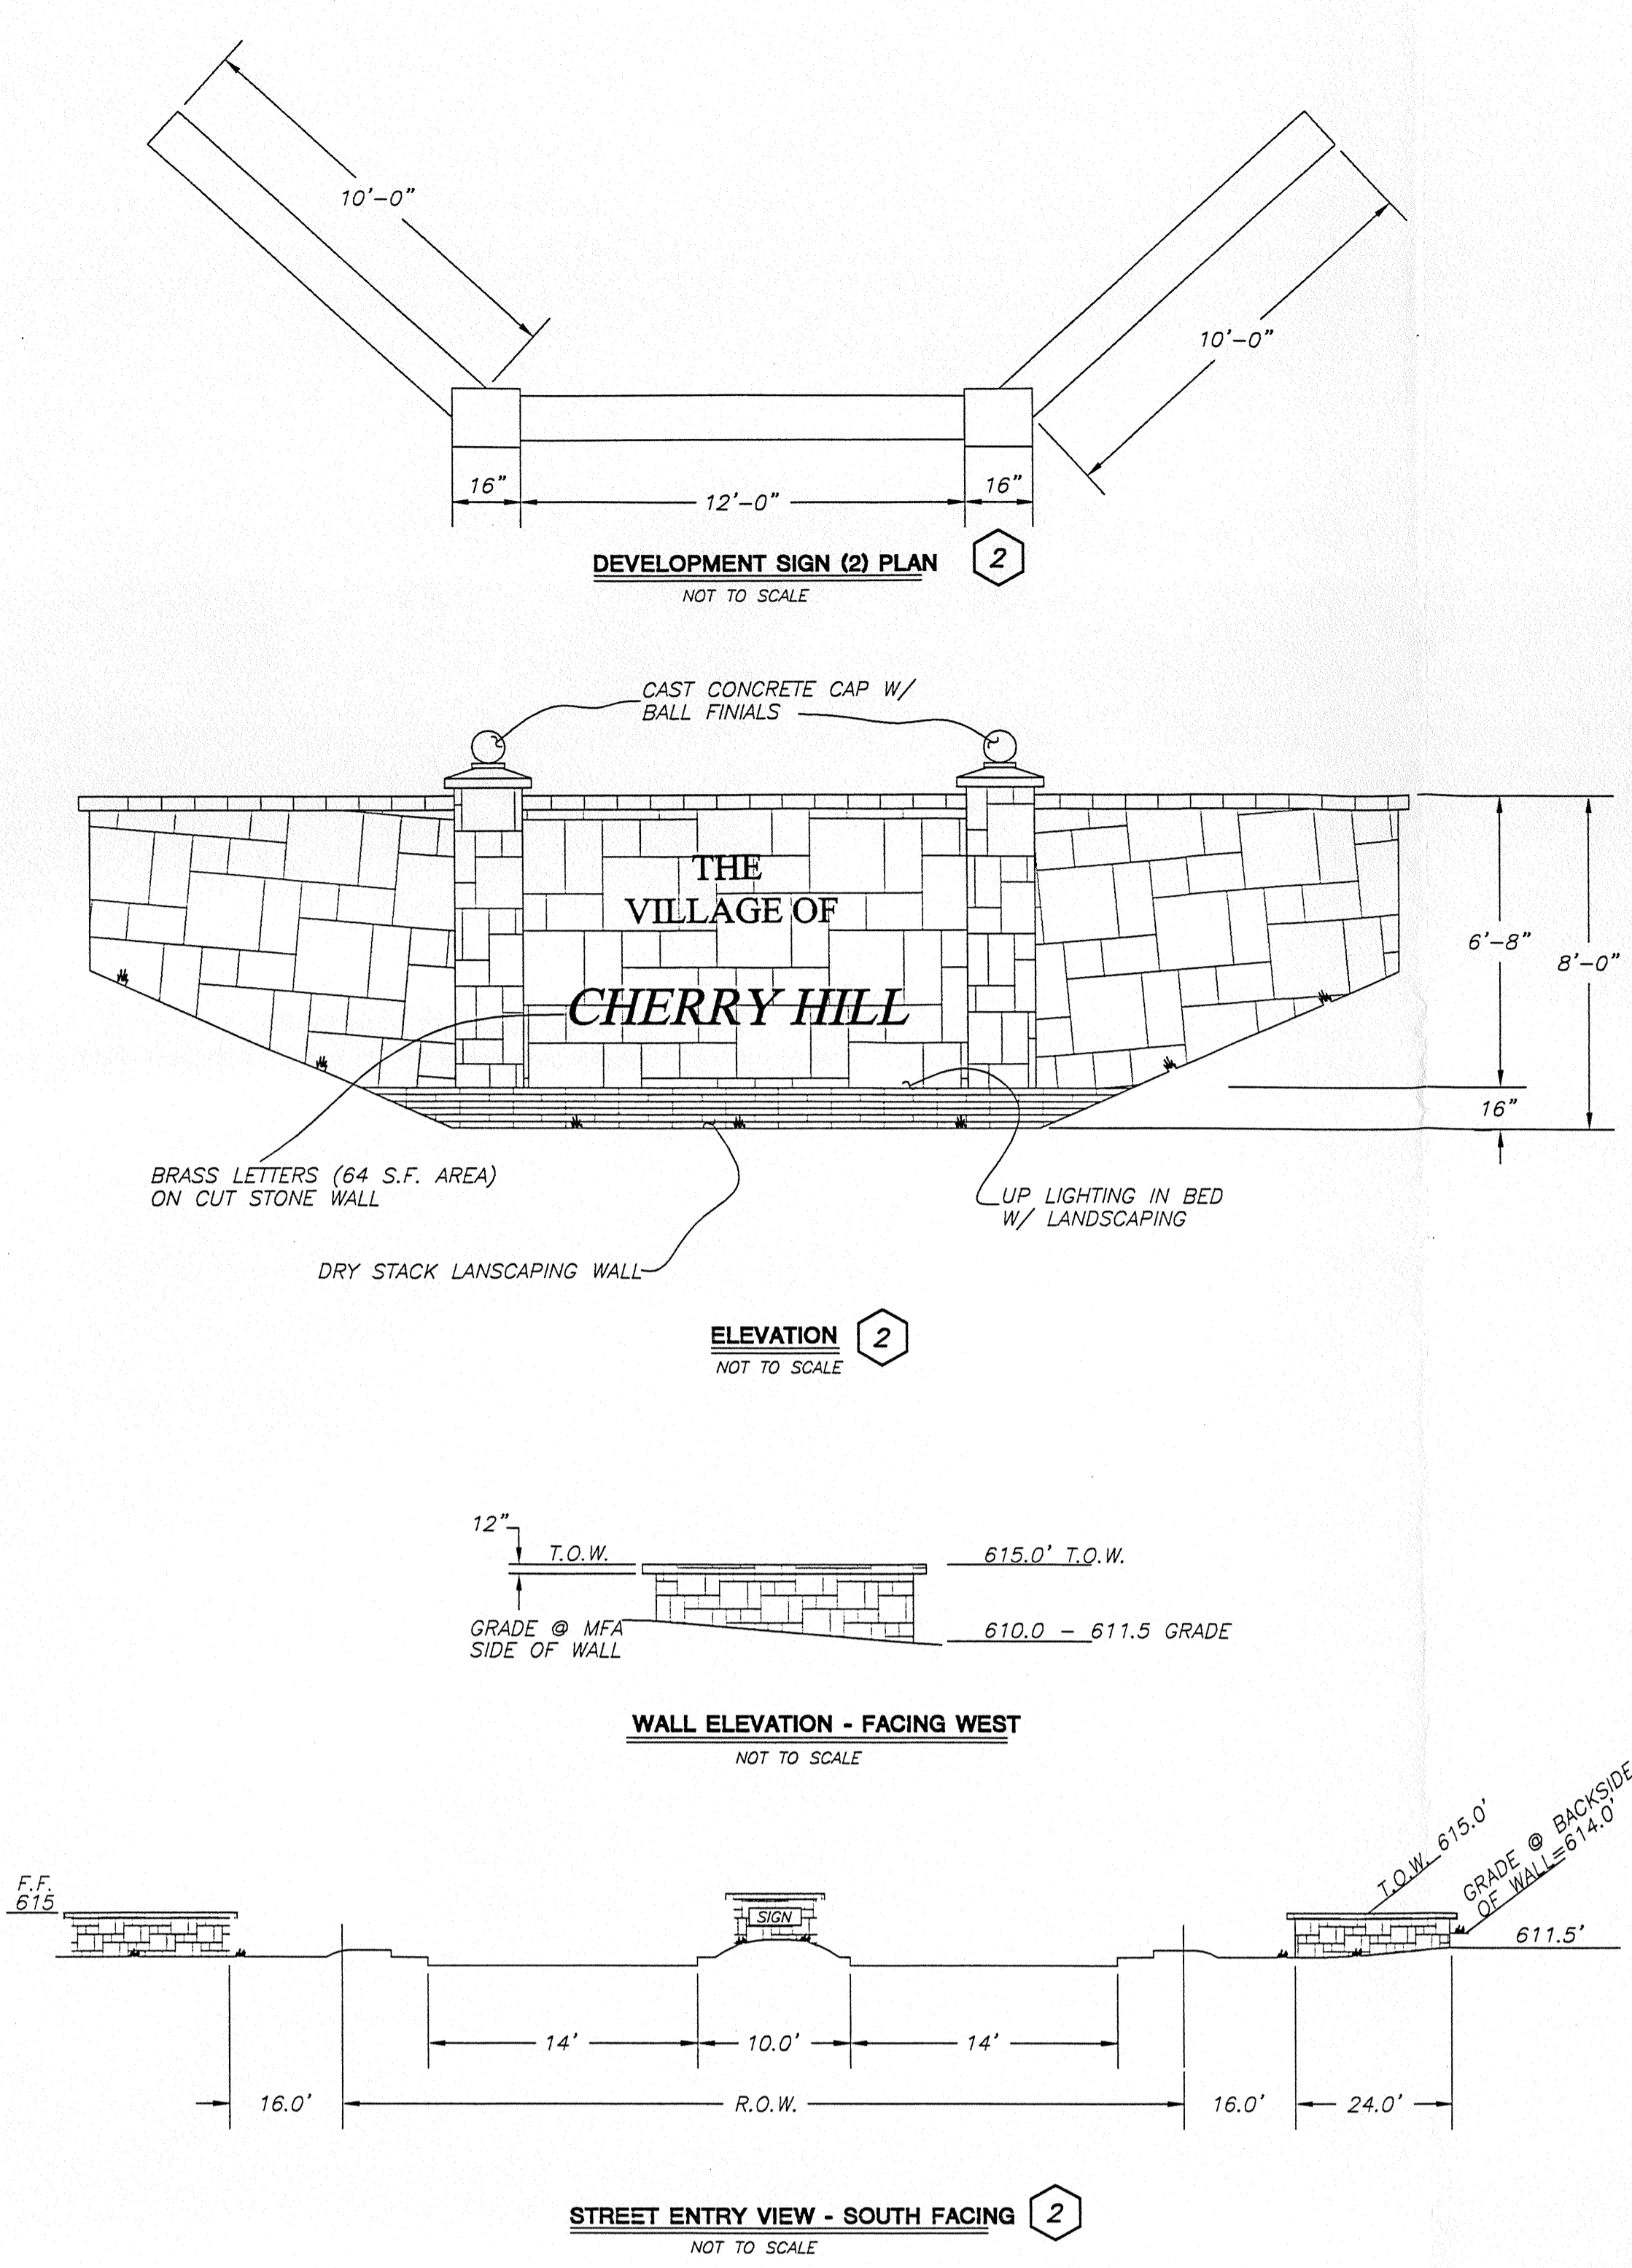 10'-0"
10'-0"
16"
12'-0"
16"
DEVELOPMENT SIGN (2) PLAN
2
NOT TO SCALE
CAST CONCRETE CAP W/
BALL FINIALS
THE
VILLAGE OF
CHERRY HILL
6'-8"
8'-0"
16"
BRASS LETTERS (64 S.F. AREA)
ON CUT STONE WALL
UP LIGHTING IN BED
W/ LANDSCAPING
DRY STACK LANSCAPING WALL
ELEVATION
2
NOT TO SCALE
12"
T.O.W.
615.0' T.O.W.
GRADE @ MFA
SIDE OF WALL
610.0 - 611.5 GRADE
WALL ELEVATION - FACING WEST
NOT TO SCALE
F.F.
615
SIGN
T.O.W. 615.0'
GRADE @ BACKSIDE
OF WALL=614.0'
611.5'
14'
10.0'
14'
16.0'
R.O.W.
16.0'
24.0'
STREET ENTRY VIEW - SOUTH FACING
2
NOT TO SCALE